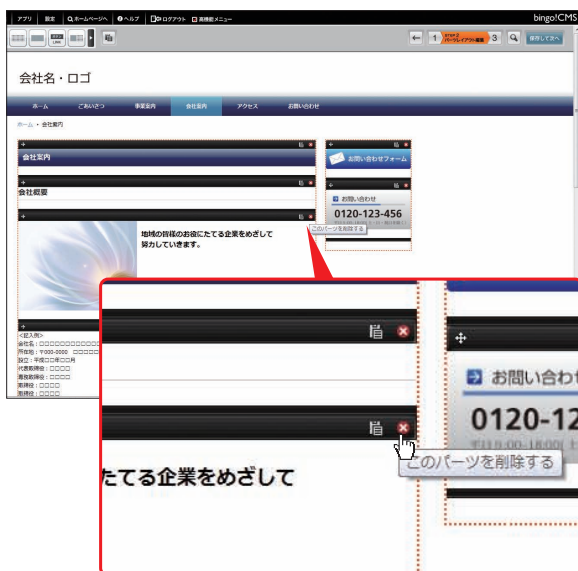 アプリ 設定 ホームページへ ヘルプ ログアウト 高機能メニュー bingo!CMS
1 STEP 2 パーツレイアウト編集 3 保存して次へ
会社名・ロゴ
ホーム ごあいさつ 事業案内 会社案内 アクセス お問い合わせ
ホーム ・ 会社案内
会社案内
お問い合わせフォーム
会社概要
お問い合わせ
0120-123-456
このパーツを削除する
地域の皆様のお役にたてる企業をめざして
努力していきます。
<記入例>
会社名:□□□□□□□□□□□
所在地:〒000-0000 □□□□□
設立:平成□□年□□月
代表取締役:□□□□
専務取締役:□□□□
取締役:□□□□
取締役:□□□□
お問い合わせ
0120-12
平日9:00-18:00(土
このパーツを削除する
たてる企業をめざして